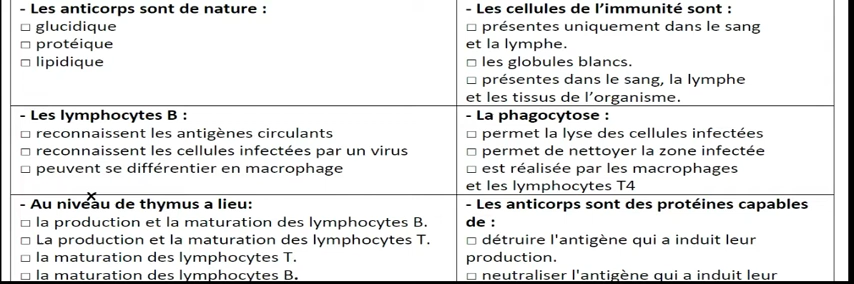 - Les anticorps sont de nature :
□ glucidique
□ protéique
□ lipidique
- Les cellules de l’immunité sont :
□ présentes uniquement dans le sang
et la lymphe.
□ les globules blancs.
□ présentes dans le sang, la lymphe
et les tissus de l’organisme.
- Les lymphocytes B :
□ reconnaissent les antigènes circulants
□ reconnaissent les cellules infectées par un virus
□ peuvent se différentier en macrophage
- La phagocytose :
□ permet la lyse des cellules infectées
□ permet de nettoyer la zone infectée
□ est réalisée par les macrophages
et les lymphocytes T4
- Au niveau de thymus a lieu:
□ la production et la maturation des lymphocytes B.
□ La production et la maturation des lymphocytes T.
□ la maturation des lymphocytes T.
□ la maturation des lymphocytes B.
- Les anticorps sont des protéines capables
de :
□ détruire l'antigène qui a induit leur
production.
□ neutraliser l'antigène qui a induit leur